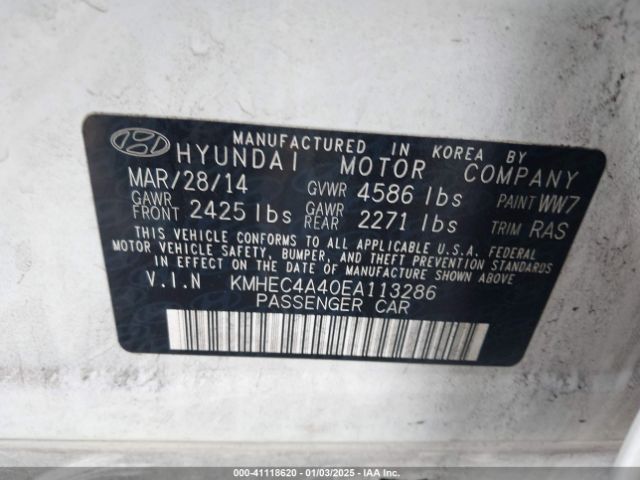 MANUFACTURED IN KOREA BY
HYUNDAI MOTOR COMPANY
MAR/28/14 GVWR 4586 lbs PAINT WW7
GAWR FRONT 2425 lbs GAWR REAR 2271 lbs TRIM RAS
THIS VEHICLE CONFORMS TO ALL APPLICABLE U.S.A. FEDERAL
MOTOR VEHICLE SAFETY, BUMPER, AND THEFT PREVENTION STANDARDS
IN EFFECT ON THE DATE OF MANUFACTURE SHOWN ABOVE
V.I.N KMHEC4A40EA113286
PASSENGER CAR
000-41118620 - 01/03/2025 - IAA Inc.